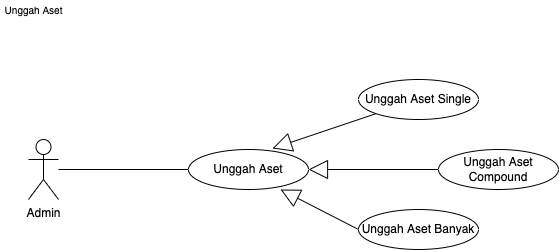 Unggah Aset
Unggah Aset Single
Unggah Aset
Unggah Aset
Compound
Admin
Unggah Aset Banyak